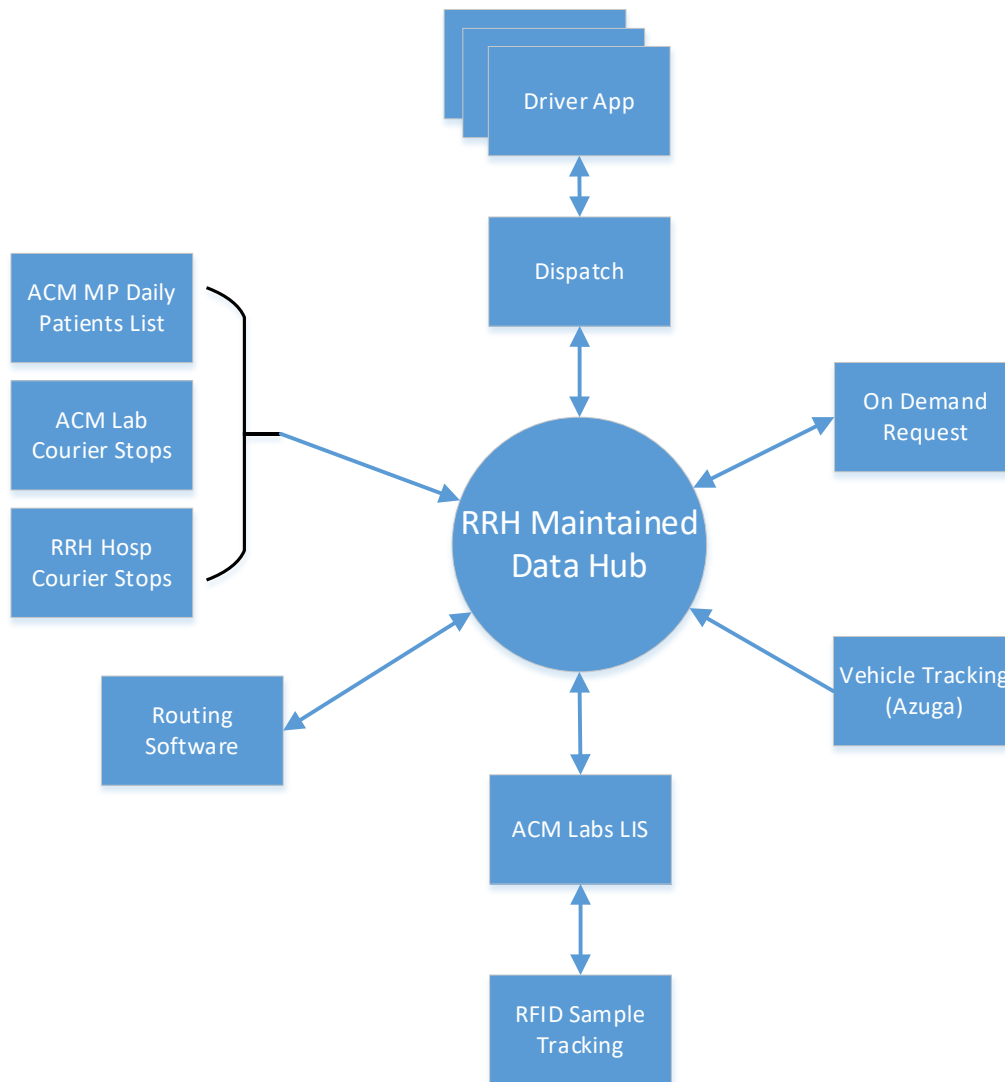 Driver App
Dispatch
ACM MP Daily
Patients List
ACM Lab
Courier Stops
RRH Hosp
Courier Stops
On Demand
Request
RRH Maintained
Data Hub
Vehicle Tracking
(Azuga)
Routing
Software
ACM Labs LIS
RFID Sample
Tracking